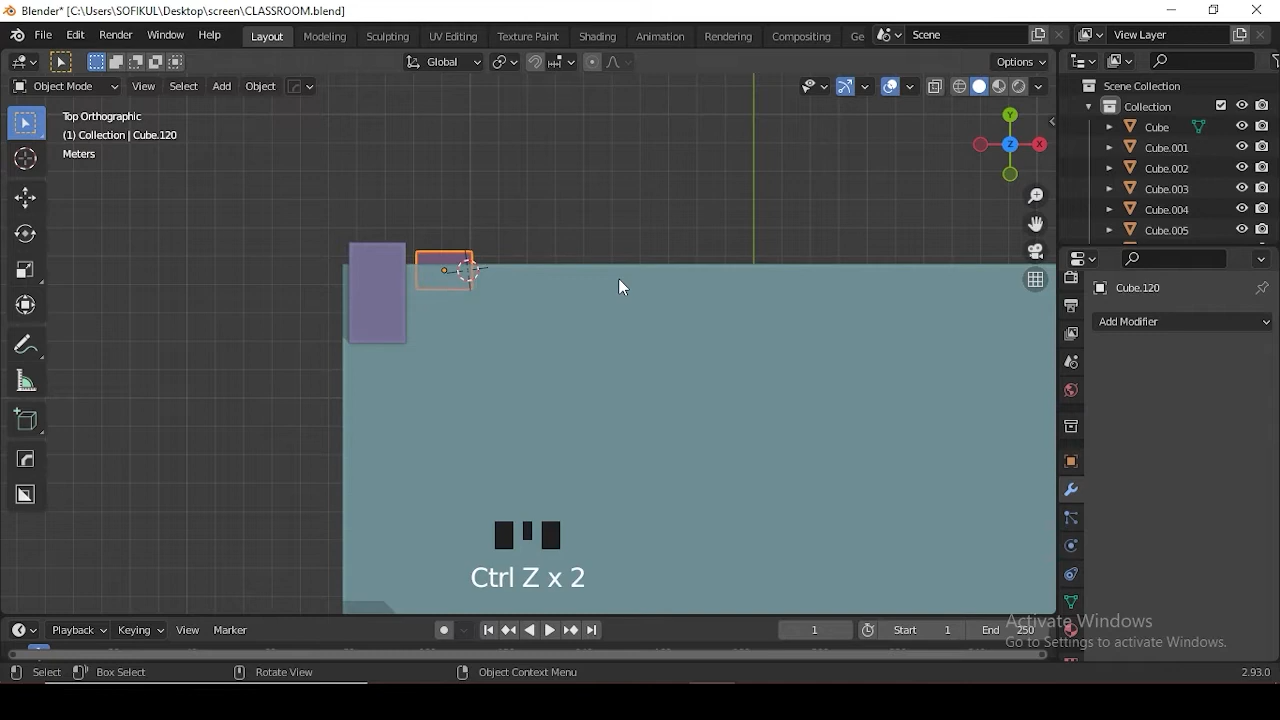 Blender* [C:\Users\SOFIKUL\Desktop\screen\CLASSROOM.blend]
File Edit Render Window Help Layout Modeling Sculpting UV Editing Texture Paint Shading Animation Rendering Compositing Ge Scene View Layer
Global Options
Object Mode View Select Add Object
Scene Collection
Collection
Cube
Cube.001
Cube.002
Cube.003
Cube.004
Cube.005
Top Orthographic
(1) Collection | Cube.120
Meters
Y
Z
X
Cube.120
Add Modifier
Ctrl Z x 2
Activate Windows
Go to Settings to activate Windows.
Playback Keying View Marker 1 Start 1 End 250
Select Box Select Rotate View Object Context Menu 2.93.0